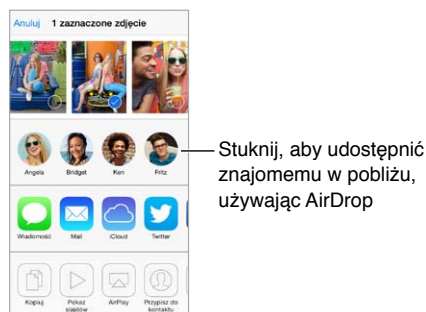 Anuluj 1 zaznaczone zdjęcie
Angela Bridget Ken Fritz
Stuknij, aby udostępnić
znajomemu w pobliżu,
używając AirDrop
Wiadomość Mail iCloud Twitter
Kopiuj Pokaz slajdów AirPlay Przypisz do kontaktu